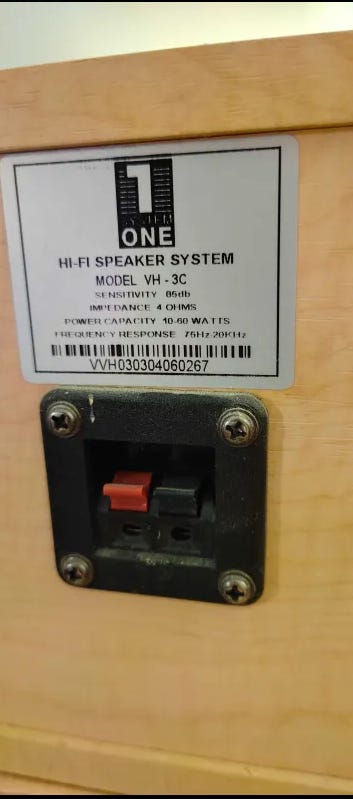 1
SYSTEM
ONE
HI-FI SPEAKER SYSTEM
MODEL VH - 3C
SENSITIVITY 85db
IMPEDANCE 4 OHMS
POWER CAPACITY 10-60 WATTS
FREQUENCY RESPONSE 75Hz-20KHz
VVH030304060267